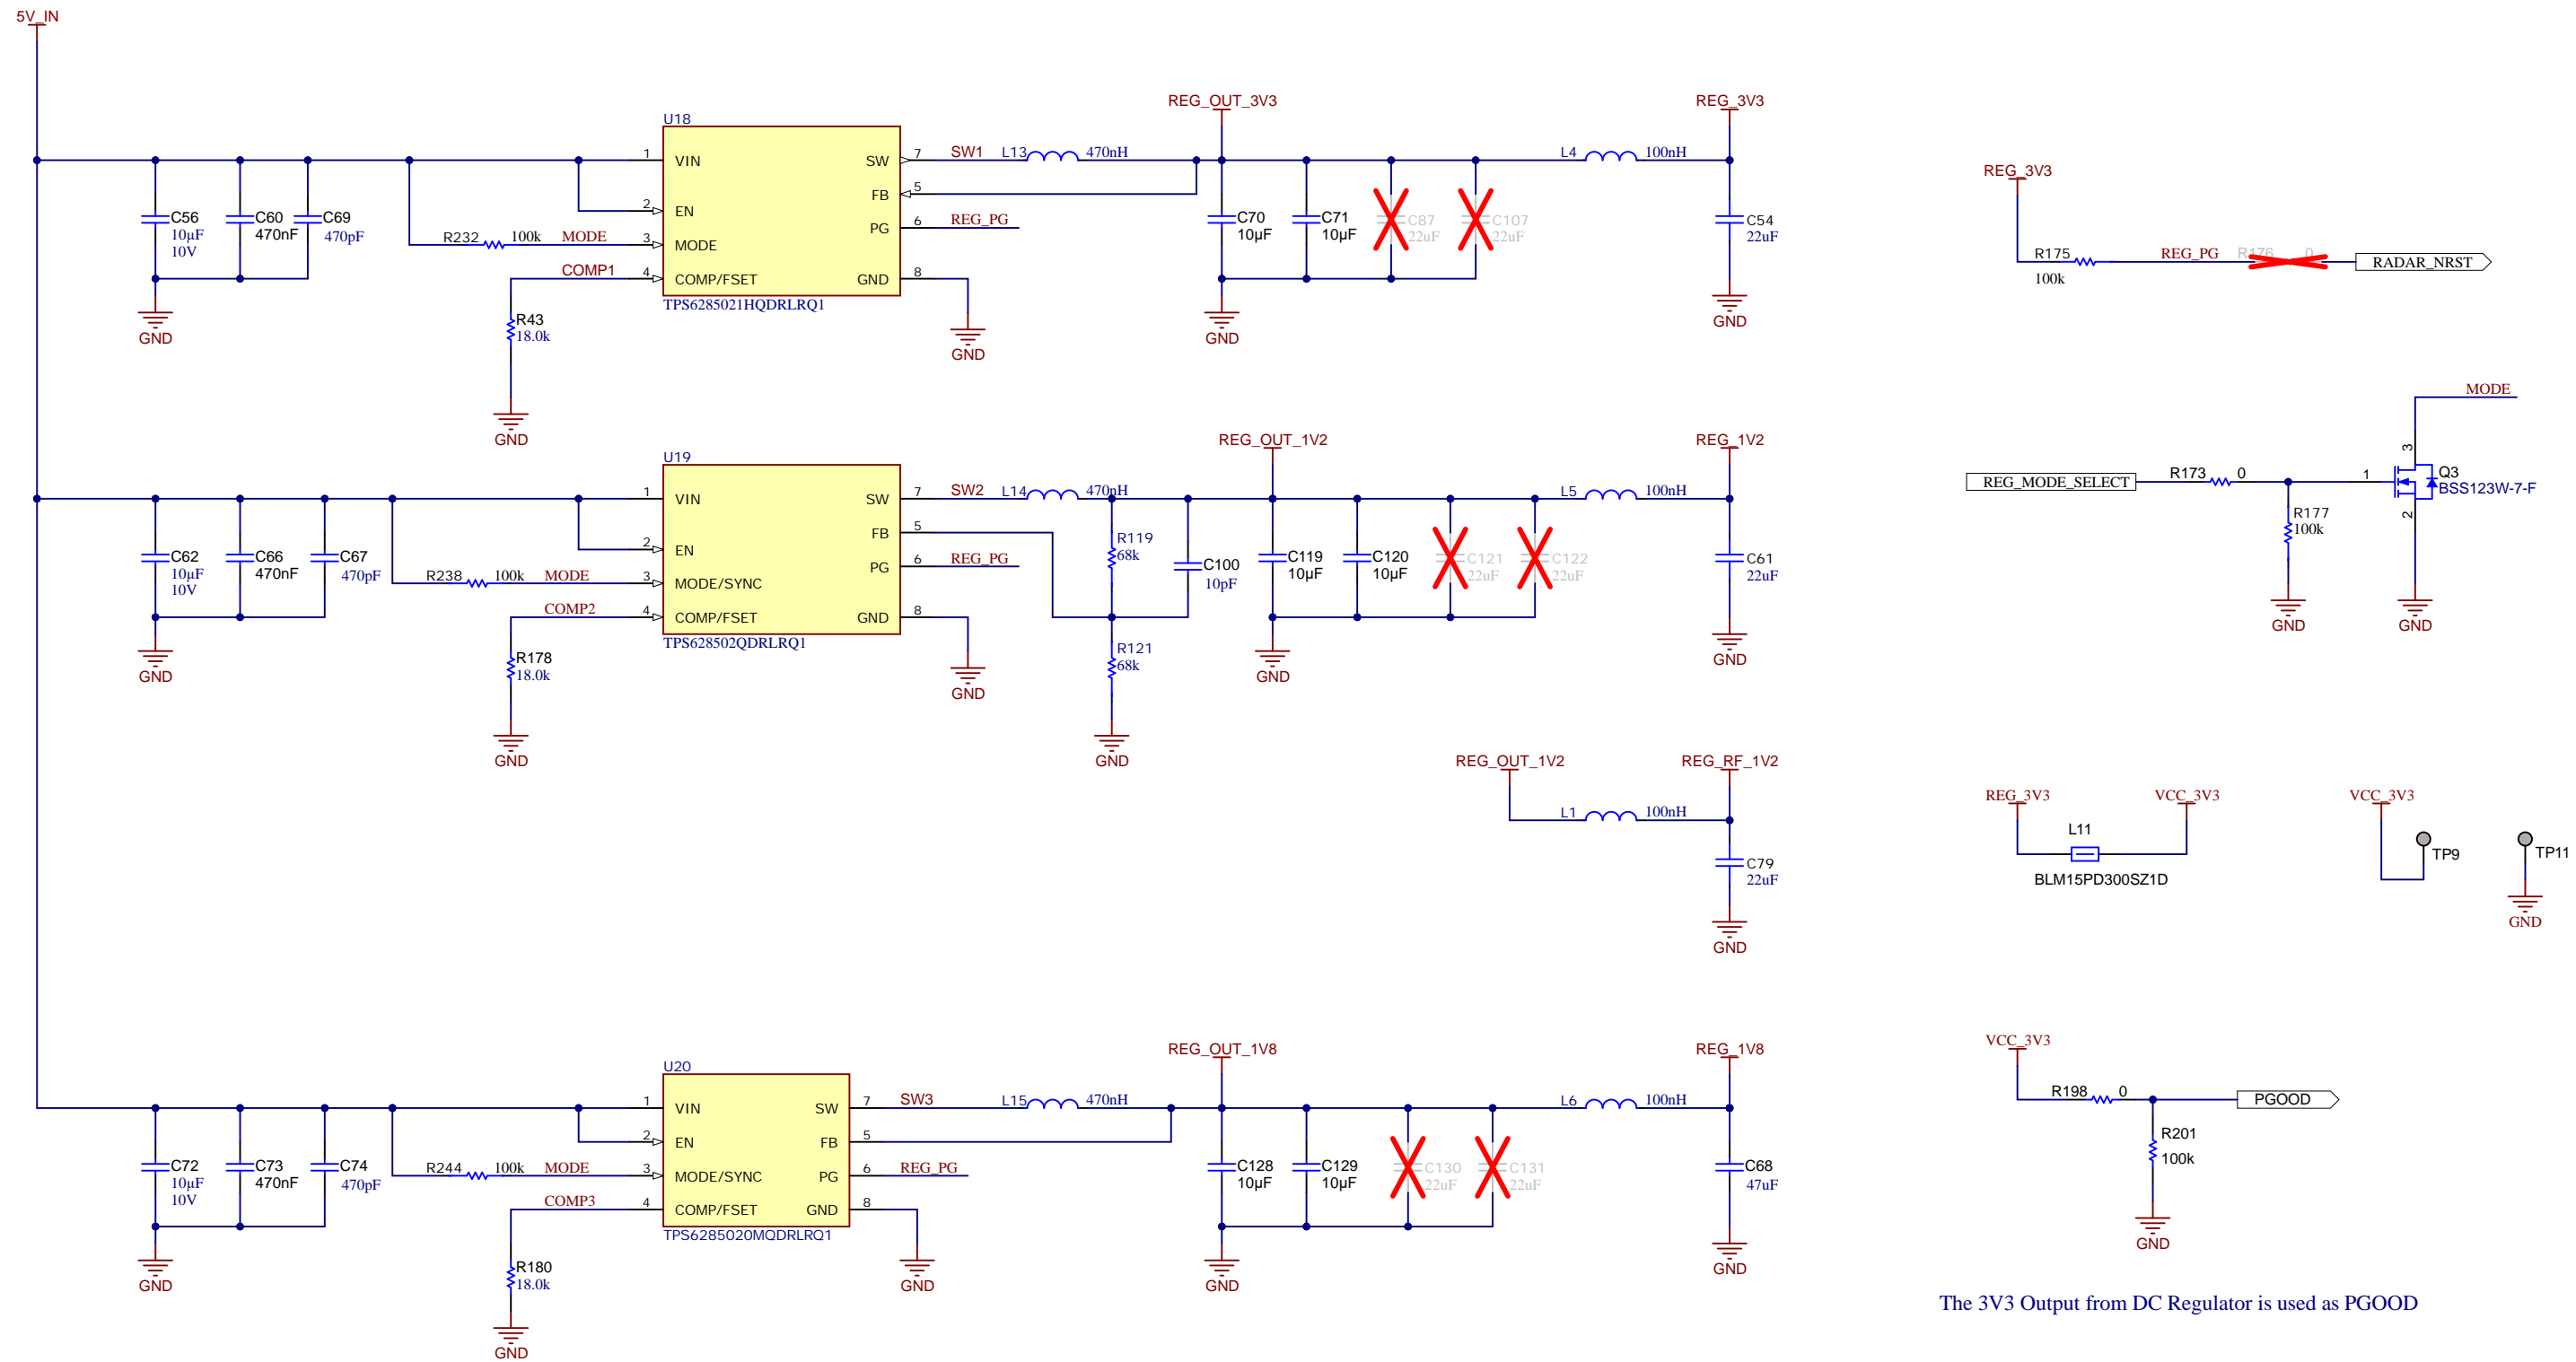 5V_IN
REG_OUT_3V3
REG_3V3
U18
1 VIN
SW 7 SW1 L13 470nH
L4 100nH
FB 5
2 EN
C56
10µF
10V
C60
470nF
C69
470pF
PG 6 REG_PG
R232 100k MODE 3 MODE
COMP1 4 COMP/FSET
GND 8
TPS6285021HQDRLRQ1
R43
18.0k
C70
10µF
C71
10µF
C87
22uF
C107
22uF
C54
22uF
GND
GND
GND
GND
GND
REG_3V3
R175
100k
REG_PG
R176 0
RADAR_NRST
REG_OUT_1V2
REG_1V2
U19
1 VIN
SW 7 SW2 L14 470nH
L5 100nH
FB 5
2 EN
C62
10µF
10V
C66
470nF
C67
470pF
PG 6 REG_PG
R238 100k MODE 3 MODE/SYNC
COMP2 4 COMP/FSET
GND 8
TPS628502QDRLRQ1
R178
18.0k
R119
68k
C100
10pF
R121
68k
C119
10µF
C120
10µF
C121
22uF
C122
22uF
C61
22uF
GND
GND
GND
GND
GND
GND
MODE
REG_MODE_SELECT
R173 0
1
3
2
Q3
BSS123W-7-F
R177
100k
GND
GND
REG_OUT_1V2
REG_RF_1V2
L1 100nH
C79
22uF
GND
REG_3V3
VCC_3V3
L11
BLM15PD300SZ1D
VCC_3V3
TP9
TP11
GND
REG_OUT_1V8
REG_1V8
U20
1 VIN
SW 7 SW3 L15 470nH
L6 100nH
2 EN
FB 5
C72
10µF
10V
C73
470nF
C74
470pF
R244 100k MODE 3 MODE/SYNC
PG 6 REG_PG
COMP3 4 COMP/FSET
GND 8
TPS6285020MQDRLRQ1
R180
18.0k
C128
10µF
C129
10µF
C130
22uF
C131
22uF
C68
47uF
GND
GND
GND
GND
GND
VCC_3V3
R198 0
PGOOD
R201
100k
GND
The 3V3 Output from DC Regulator is used as PGOOD